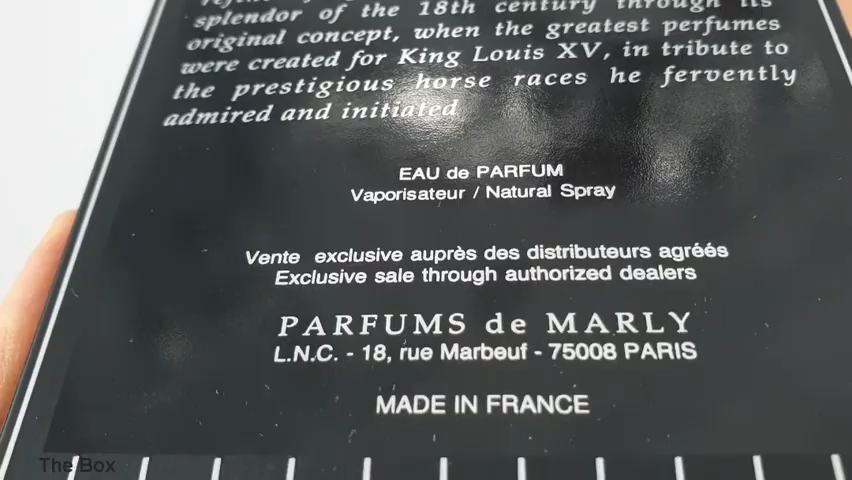 splendor of the 18th century through its
original concept, when the greatest perfumes
were created for King Louis XV, in tribute to
the prestigious horse races he fervently
admired and initiated
EAU de PARFUM
Vaporisateur / Natural Spray
Vente exclusive auprès des distributeurs agréés
Exclusive sale through authorized dealers
PARFUMS de MARLY
L.N.C. - 18, rue Marbeuf - 75008 PARIS
MADE IN FRANCE
The Box